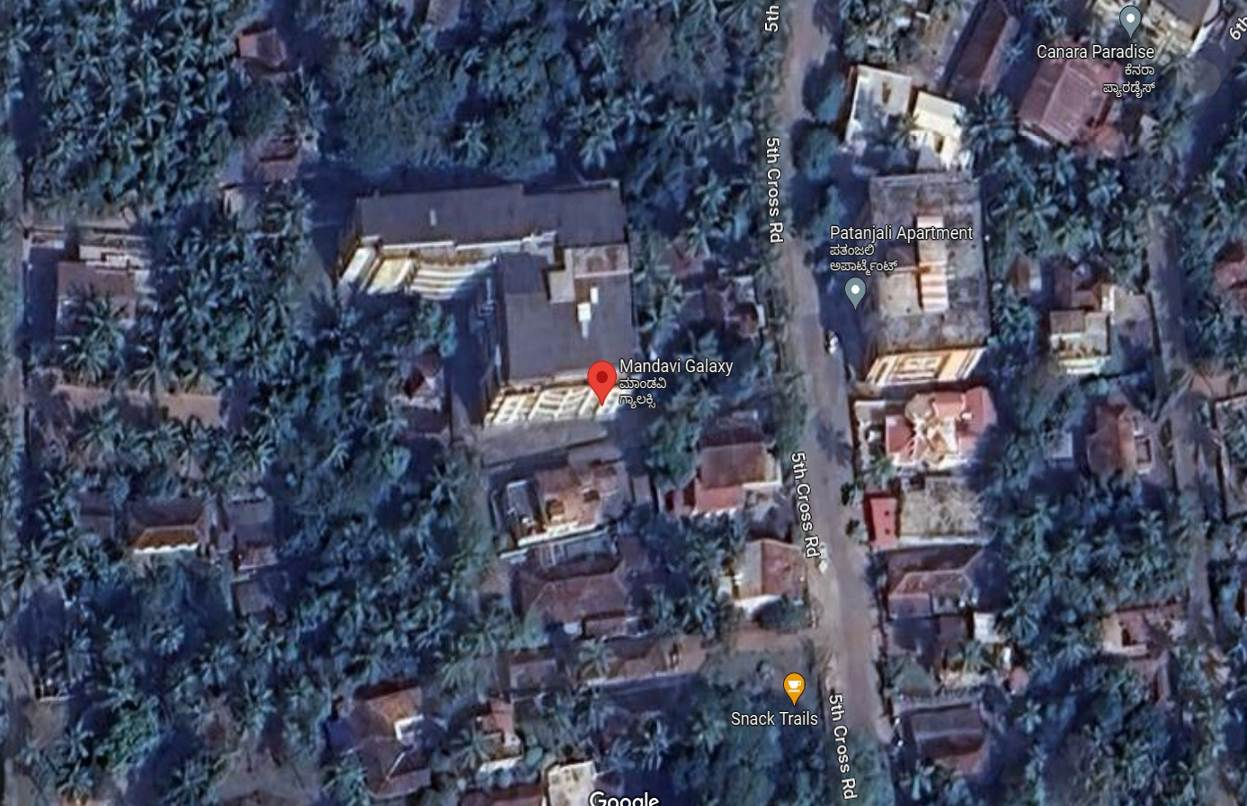 5th
6th
Canara Paradise
ಕೆನರಾ
ಪ್ಯಾರಡೈಸ್
5th Cross Rd
Patanjali Apartment
ಪತಂಜಲಿ
ಅಪಾರ್ಟ್ಮೆಂಟ್
Mandavi Galaxy
ಮಾಂಡವಿ
ಗ್ಯಾಲಕ್ಸಿ
5th Cross Rd
Snack Trails
5th Cross Rd
Google